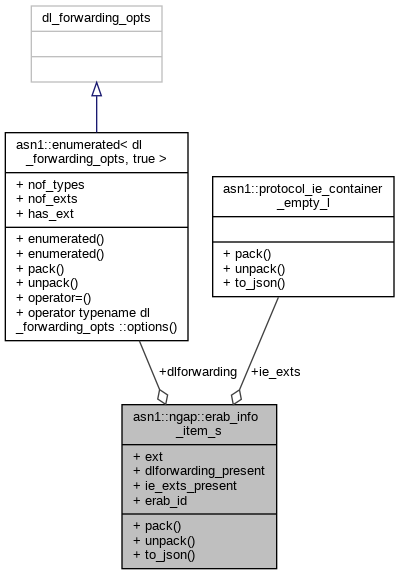 dl_forwarding_opts
asn1::enumerated< dl
_forwarding_opts, true >
+ nof_types
+ nof_exts
+ has_ext
+ enumerated()
+ enumerated()
+ pack()
+ unpack()
+ operator=()
+ operator typename dl
_forwarding_opts ::options()
asn1::protocol_ie_container
_empty_l
+ pack()
+ unpack()
+ to_json()
+dlforwarding
+ie_exts
asn1::ngap::erab_info
_item_s
+ ext
+ dlforwarding_present
+ ie_exts_present
+ erab_id
+ pack()
+ unpack()
+ to_json()